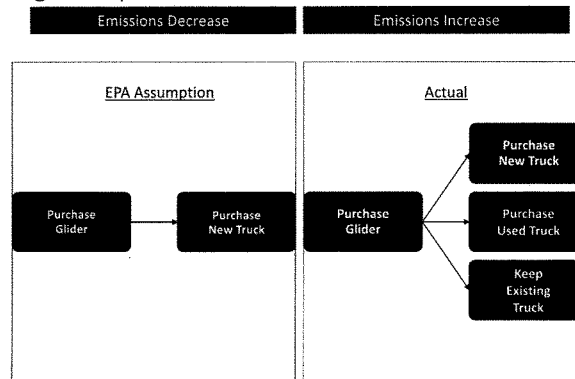 Emissions Decrease
Emissions Increase
EPA Assumption
Actual
Purchase
Glider
Purchase
New Truck
Purchase
Glider
Purchase
New Truck
Purchase
Used Truck
Keep
Existing
Truck